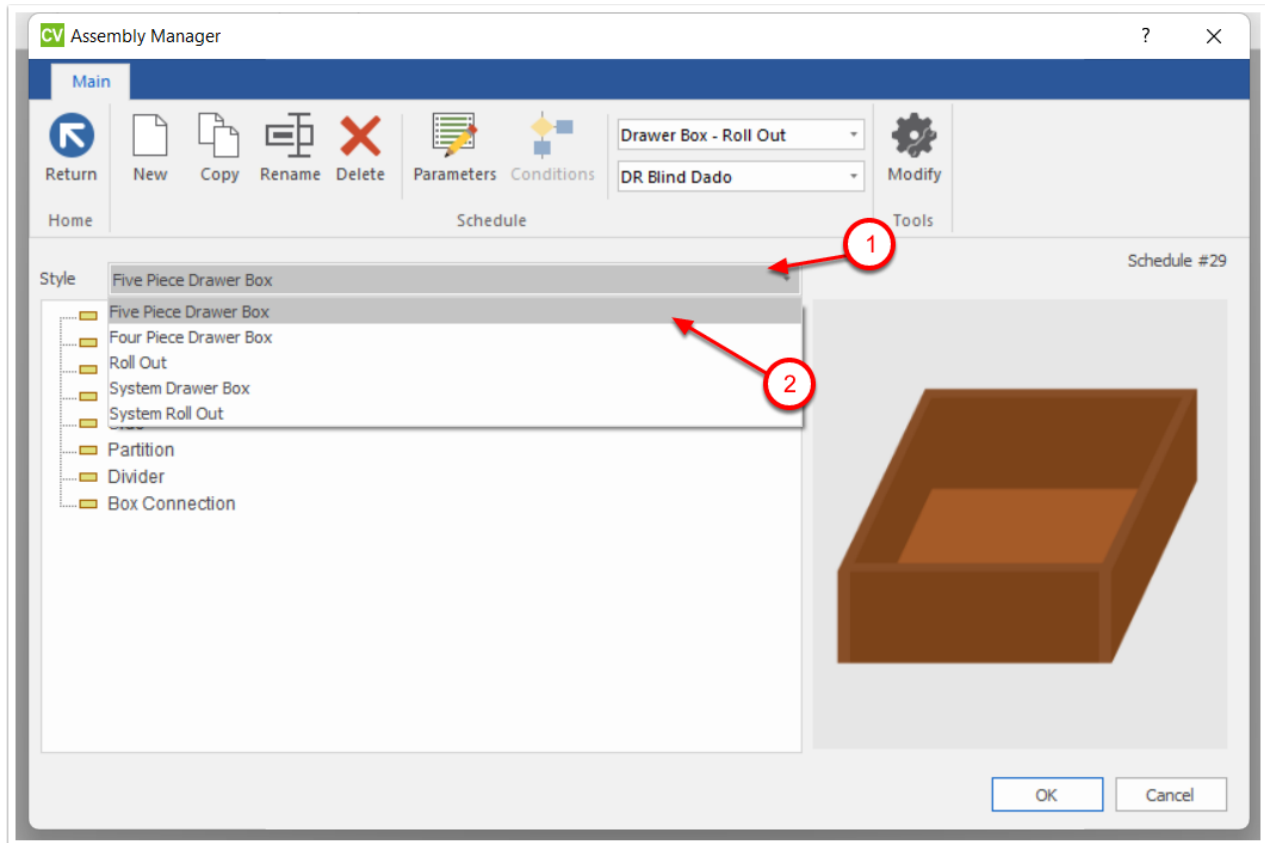 CV Assembly Manager ? X
Main
Return New Copy Rename Delete Parameters Conditions Drawer Box - Roll Out Modify
DR Blind Dado
Home Schedule Tools
1
Schedule #29
Style Five Piece Drawer Box
Five Piece Drawer Box
Four Piece Drawer Box
Roll Out
2
System Drawer Box
System Roll Out
Partition
Divider
Box Connection
OK Cancel